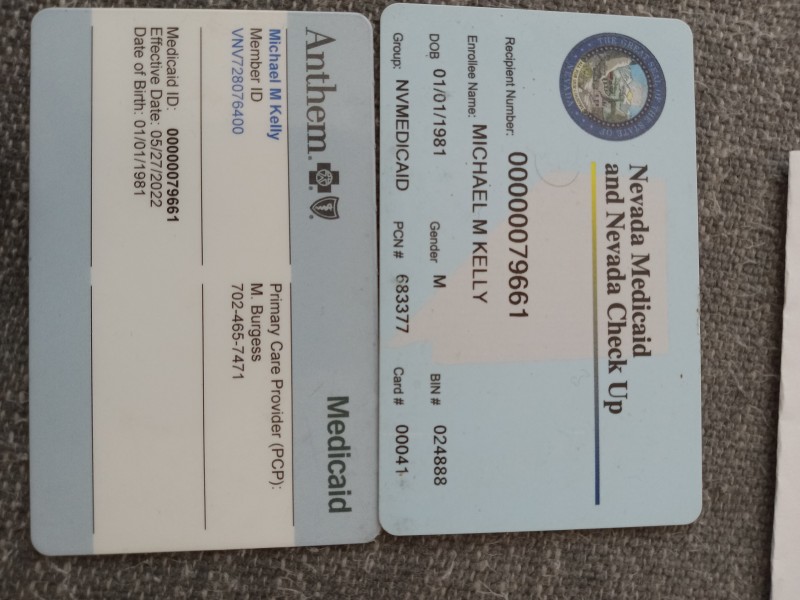 Nevada Medicaid
and Nevada Check Up
Recipient Number: 00000079661
Enrollee Name: MICHAEL M KELLY
DOB 01/01/1981 Gender M BIN# 024888
Group: NVMEDICAID PCN# 683377 Card # 00041
Anthem. Medicaid
Michael M Kelly
Member ID
VNV728076400
Primary Care Provider (PCP):
M. Burgess
702-465-7471
Medicaid ID: 00000079661
Effective Date: 05/27/2022
Date of Birth: 01/01/1981